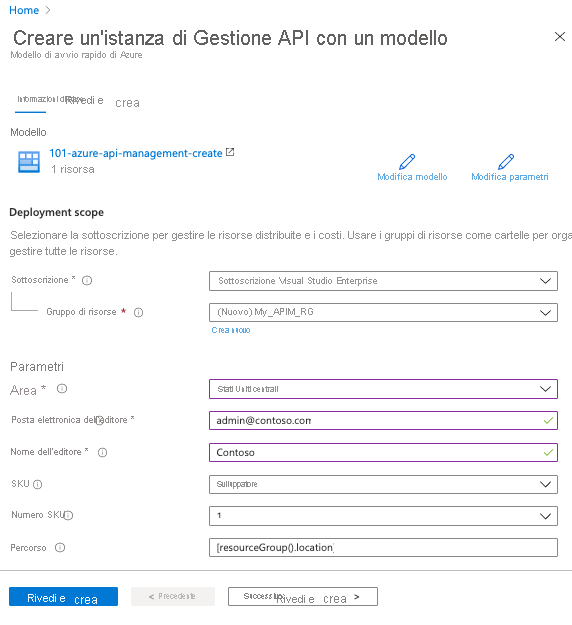 Home >
Creare un'istanza di Gestione API con un modello
Modello di avvio rapido di Azure
Informazioni di base Rivedi e crea
Modello
101-azure-api-management-create
1 risorsa
Modifica modello Modifica parametri
Deployment scope
Selezionare la sottoscrizione per gestire le risorse distribuite e i costi. Usare i gruppi di risorse come cartelle per orga
gestire tutte le risorse.
Sottoscrizione * Sottoscrizione Visual Studio Enterprise
Gruppo di risorse * (Nuovo) My_APIM_RG
Crea nuovo
Parametri
Area * Stati Uniti centrali
Posta elettronica dell'editore * admin@contoso.com
Nome dell'editore * Contoso
SKU Sviluppatore
Numero SKU 1
Percorso [resourceGroup().location]
Rivedi e crea < Precedente Successivo: Rivedi e crea >